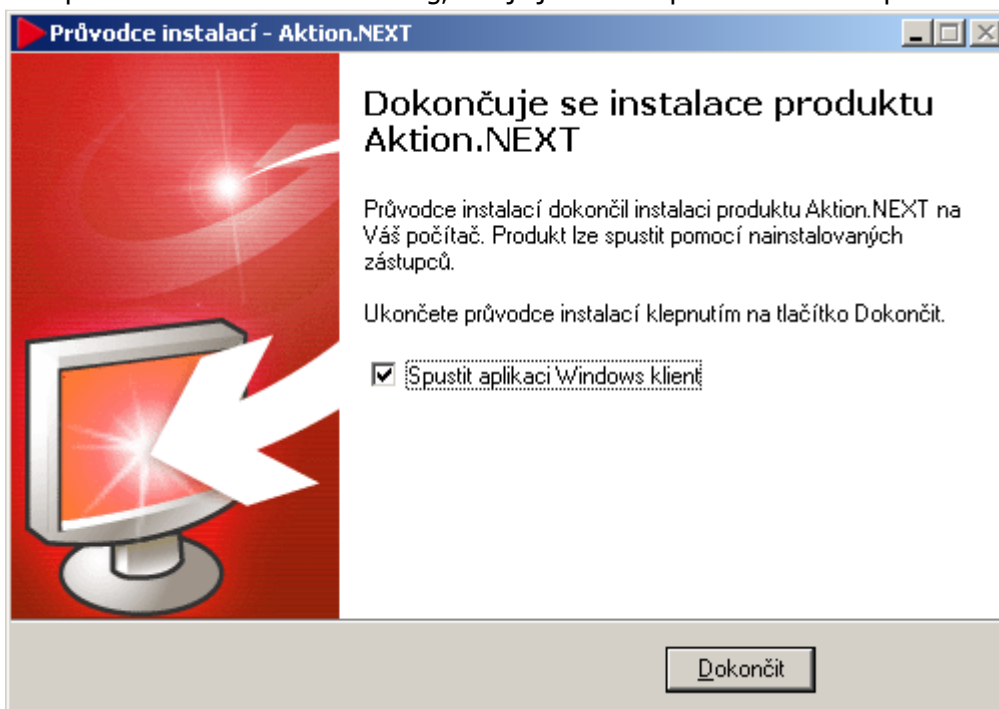 Průvodce instalací - Aktion.NEXT
Dokončuje se instalace produktu
Aktion.NEXT
Průvodce instalací dokončil instalaci produktu Aktion.NEXT na
Váš počítač. Produkt lze spustit pomocí nainstalovaných
zástupců.
Ukončete průvodce instalací klepnutím na tlačítko Dokončit.
Spustit aplikaci Windows klient
Dokončit